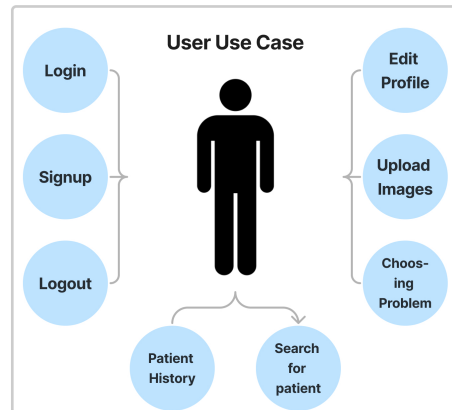 User Use Case
Login
Signup
Logout
Edit
Profile
Upload
Images
Choos-
ing
Problem
Patient
History
Search
for
patient